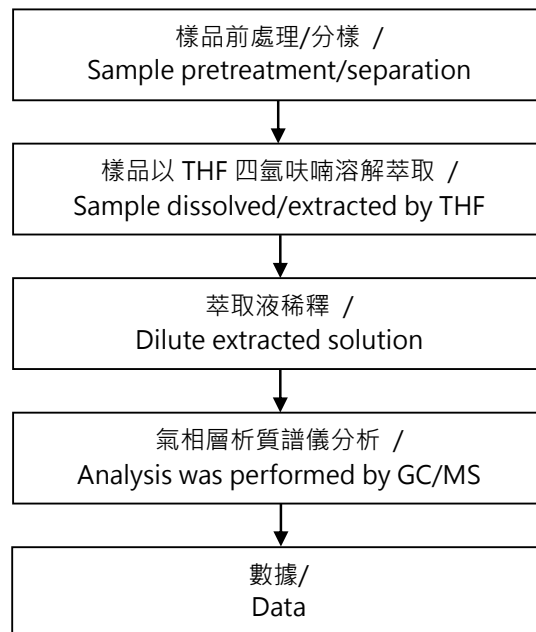 樣品前處理/分樣 /
Sample pretreatment/separation
樣品以 THF 四氫呋喃溶解萃取 /
Sample dissolved/extracted by THF
萃取液稀釋 /
Dilute extracted solution
氣相層析質譜儀分析 /
Analysis was performed by GC/MS
數據/
Data